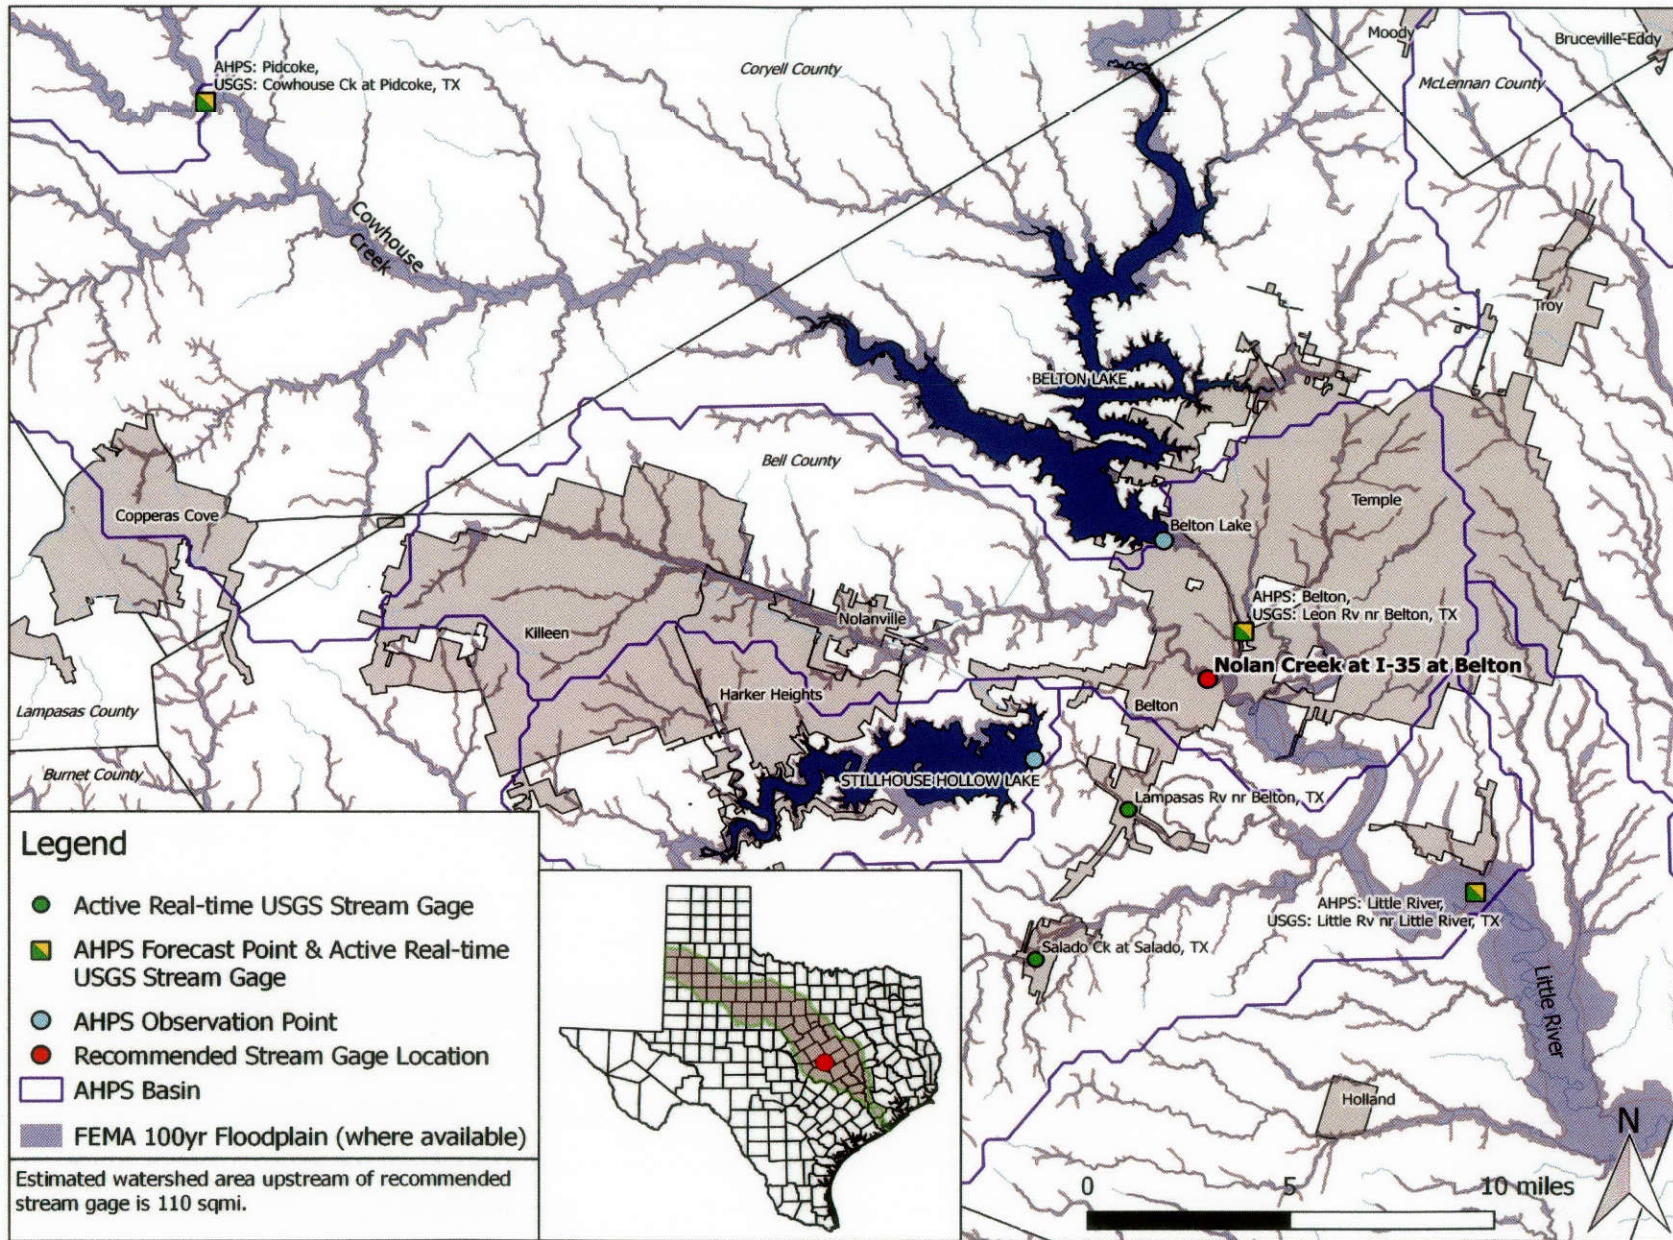 AHPS: Pidcoke,
USGS: Cowhouse Ck at Pidcoke, TX
Coryell County
Moody
Bruceville-Eddy
McLennan County
Cowhouse
Creek
Troy
BELTON LAKE
Bell County
Copperas Cove
Temple
Belton Lake
AHPS: Belton,
USGS: Leon Rv nr Belton, TX
Nolanville
Killeen
Nolan Creek at I-35 at Belton
Harker Heights
Belton
Lampasas County
Burnet County
STILLHOUSE HOLLOW LAKE
Lampasas Rv nr Belton, TX
AHPS: Little River,
USGS: Little Rv nr Little River, TX
Salado Ck at Salado, TX
Little River
Holland
Legend
Active Real-time USGS Stream Gage
AHPS Forecast Point & Active Real-time
USGS Stream Gage
AHPS Observation Point
Recommended Stream Gage Location
AHPS Basin
FEMA 100yr Floodplain (where available)
Estimated watershed area upstream of recommended
stream gage is 110 sqmi.
N
0 5 10 miles